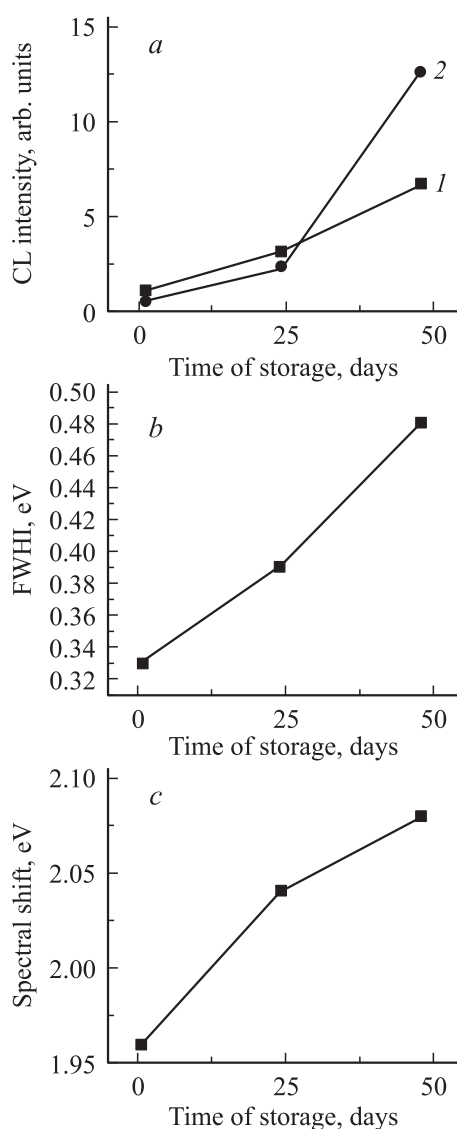 15
a
2
10
CL intensity, arb. units
1
5
0
0 25 50
Time of storage, days
0.50
b
0.48
0.46
0.44
0.42
FWHI, eV
0.40
0.38
0.36
0.34
0.32
0 25 50
Time of storage, days
2.10
c
2.05
Spectral shift, eV
2.00
1.95
0 25 50
Time of storage, days